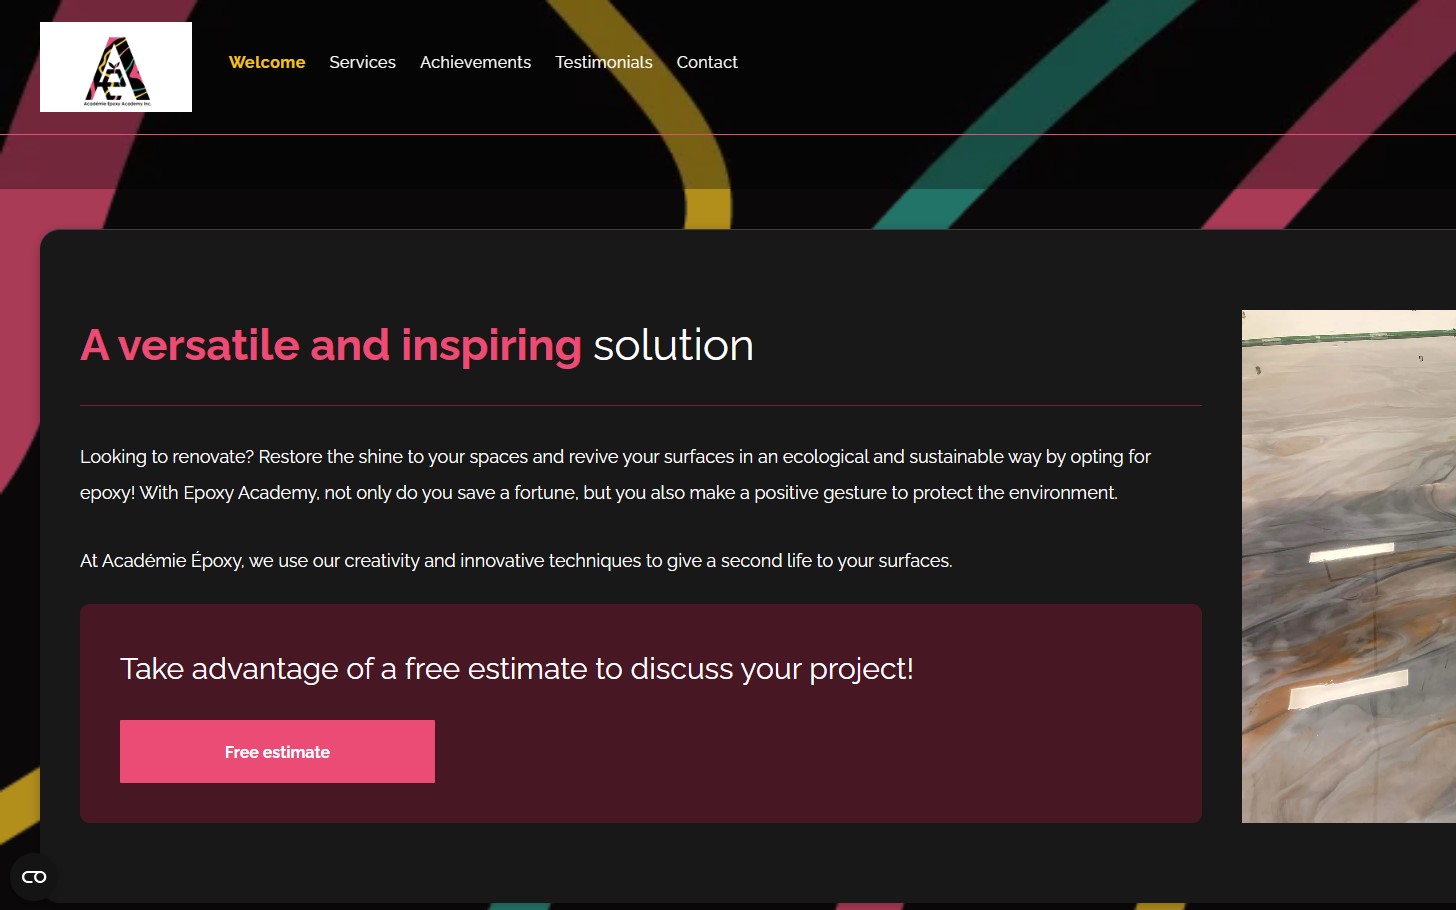 Académie Epoxy Academy Inc.
Welcome
Services
Achievements
Testimonials
Contact
A versatile and inspiring solution
Looking to renovate? Restore the shine to your spaces and revive your surfaces in an ecological and sustainable way by opting for
epoxy! With Epoxy Academy, not only do you save a fortune, but you also make a positive gesture to protect the environment.
At Académie Époxy, we use our creativity and innovative techniques to give a second life to your surfaces.
Take advantage of a free estimate to discuss your project!
Free estimate